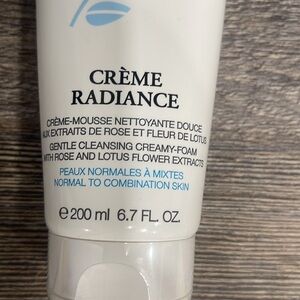 CRÈME
RADIANCE
CRÈME-MOUSSE NETTOYANTE DOUCE
AUX EXTRAITS DE ROSE ET FLEUR DE LOTUS
GENTLE CLEANSING CREAMY-FOAM
WITH ROSE AND LOTUS FLOWER EXTRACTS
PEAUX NORMALES À MIXTES
NORMAL TO COMBINATION SKIN
℮ 200 ml 6.7 FL. OZ.